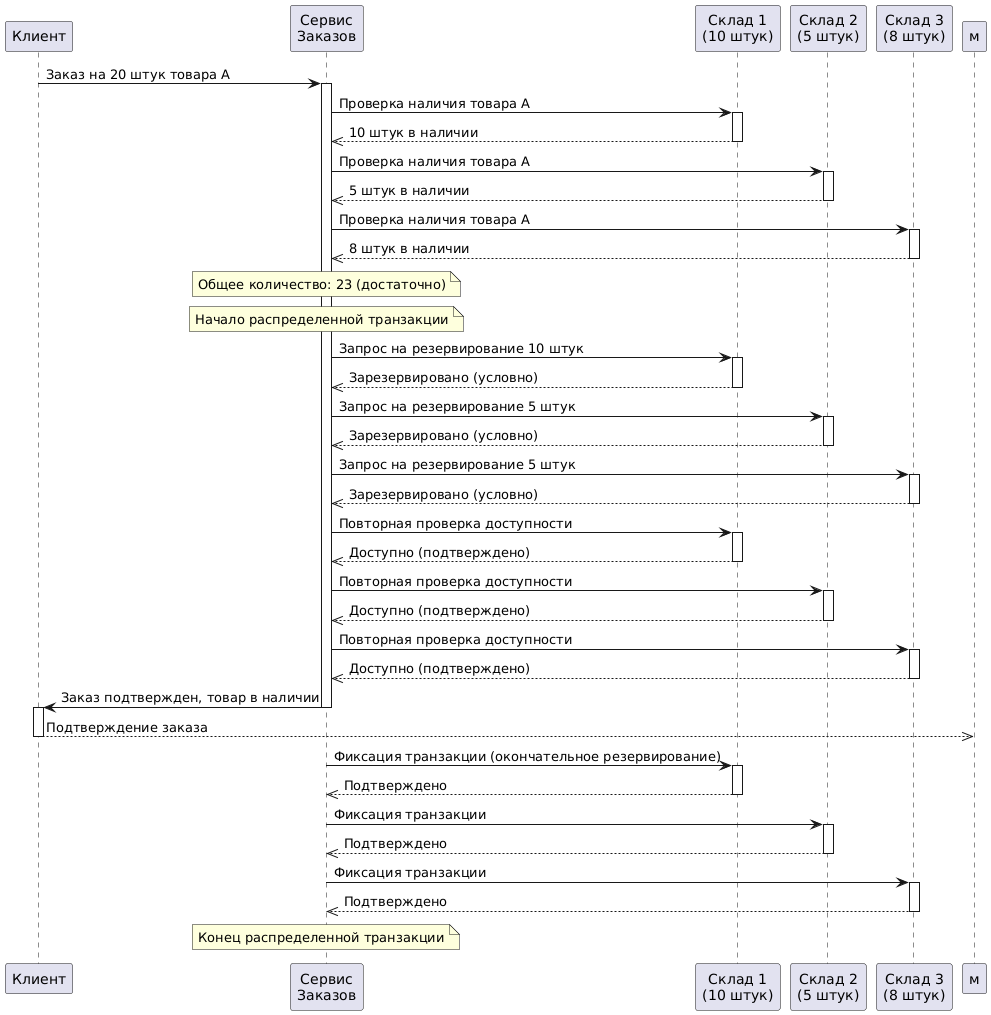 Клиент
Сервис
Заказов
Склад 1
(10 штук)
Склад 2
(5 штук)
Склад 3
(8 штук)
м
Заказ на 20 штук товара А
Проверка наличия товара А
10 штук в наличии
Проверка наличия товара А
5 штук в наличии
Проверка наличия товара А
8 штук в наличии
Общее количество: 23 (достаточно)
Начало распределенной транзакции
Запрос на резервирование 10 штук
Зарезервировано (условно)
Запрос на резервирование 5 штук
Зарезервировано (условно)
Запрос на резервирование 5 штук
Зарезервировано (условно)
Повторная проверка доступности
Доступно (подтверждено)
Повторная проверка доступности
Доступно (подтверждено)
Повторная проверка доступности
Доступно (подтверждено)
Заказ подтвержден, товар в наличии
Подтверждение заказа
Фиксация транзакции (окончательное резервирование)
Подтверждено
Фиксация транзакции
Подтверждено
Фиксация транзакции
Подтверждено
Конец распределенной транзакции
Клиент
Сервис
Заказов
Склад 1
(10 штук)
Склад 2
(5 штук)
Склад 3
(8 штук)
м